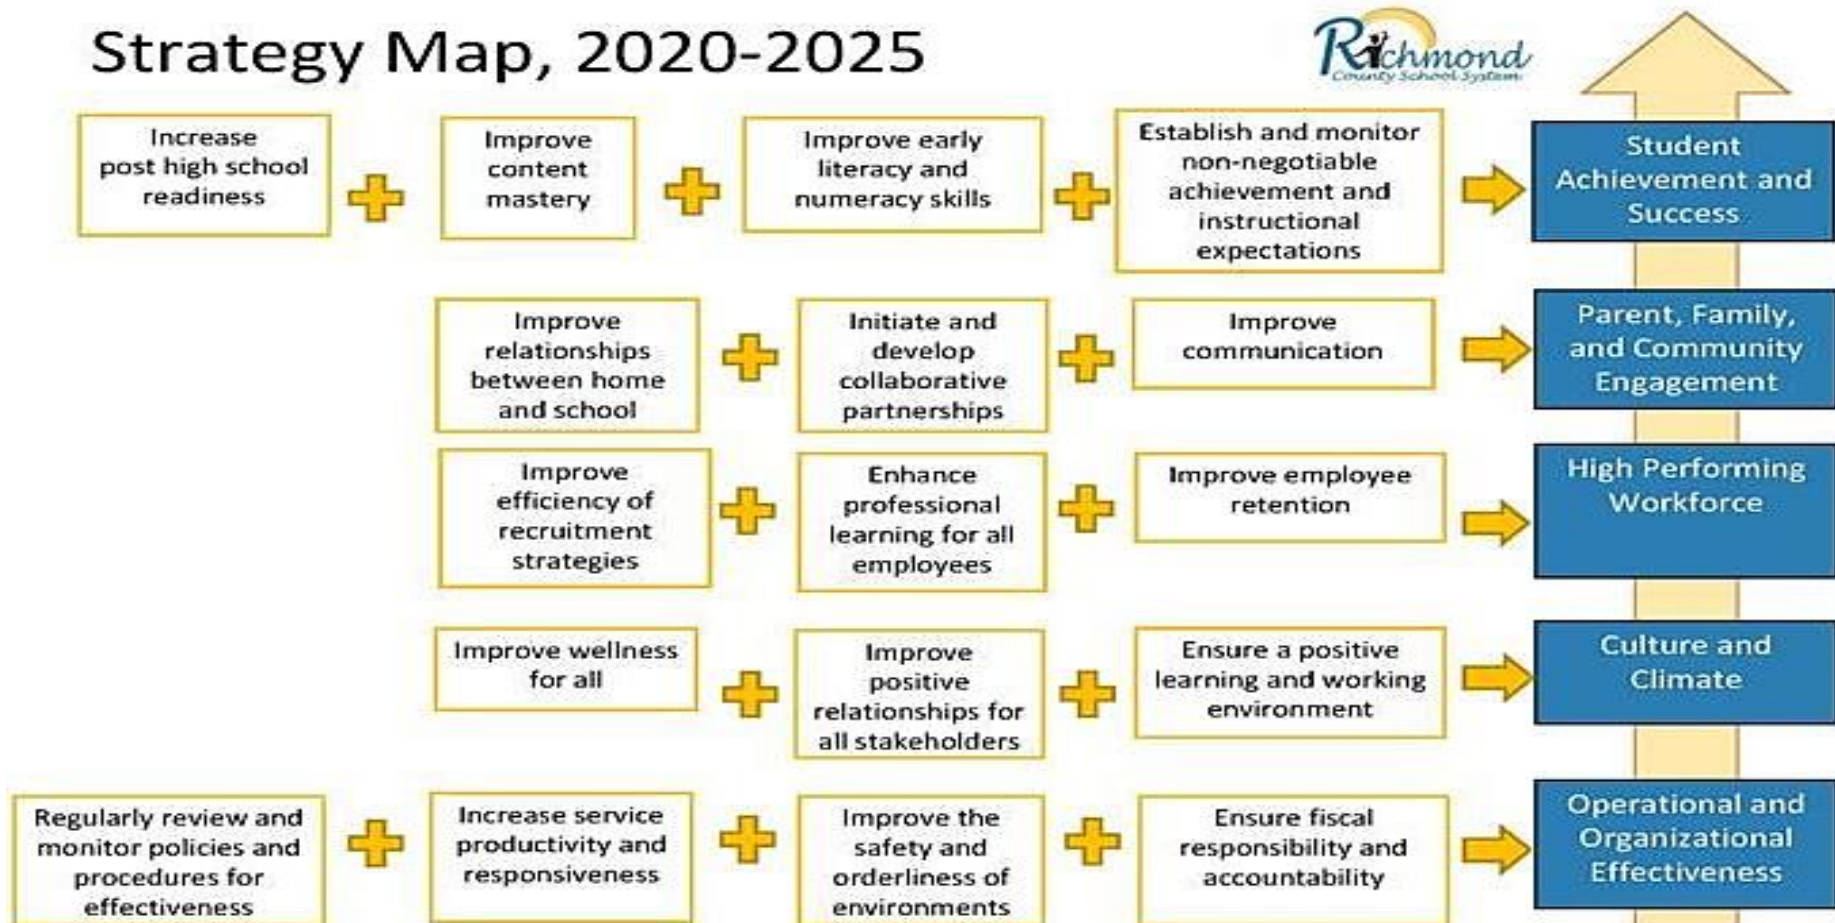 Strategy Map, 2020-2025
Richmond
County School System
Increase
post high school
readiness
Improve
content
mastery
Improve early
literacy and
numeracy skills
Establish and monitor
non-negotiable
achievement and
instructional
expectations
Student
Achievement and
Success
Improve
relationships
between home
and school
Initiate and
develop
collaborative
partnerships
Improve
communication
Parent, Family,
and Community
Engagement
Improve
efficiency of
recruitment
strategies
Enhance
professional
learning for all
employees
Improve employee
retention
High Performing
Workforce
Improve wellness
for all
Improve
positive
relationships for
all stakeholders
Ensure a positive
learning and working
environment
Culture and
Climate
Regularly review and
monitor policies and
procedures for
effectiveness
Increase service
productivity and
responsiveness
Improve the
safety and
orderliness of
environments
Ensure fiscal
responsibility and
accountability
Operational and
Organizational
Effectiveness